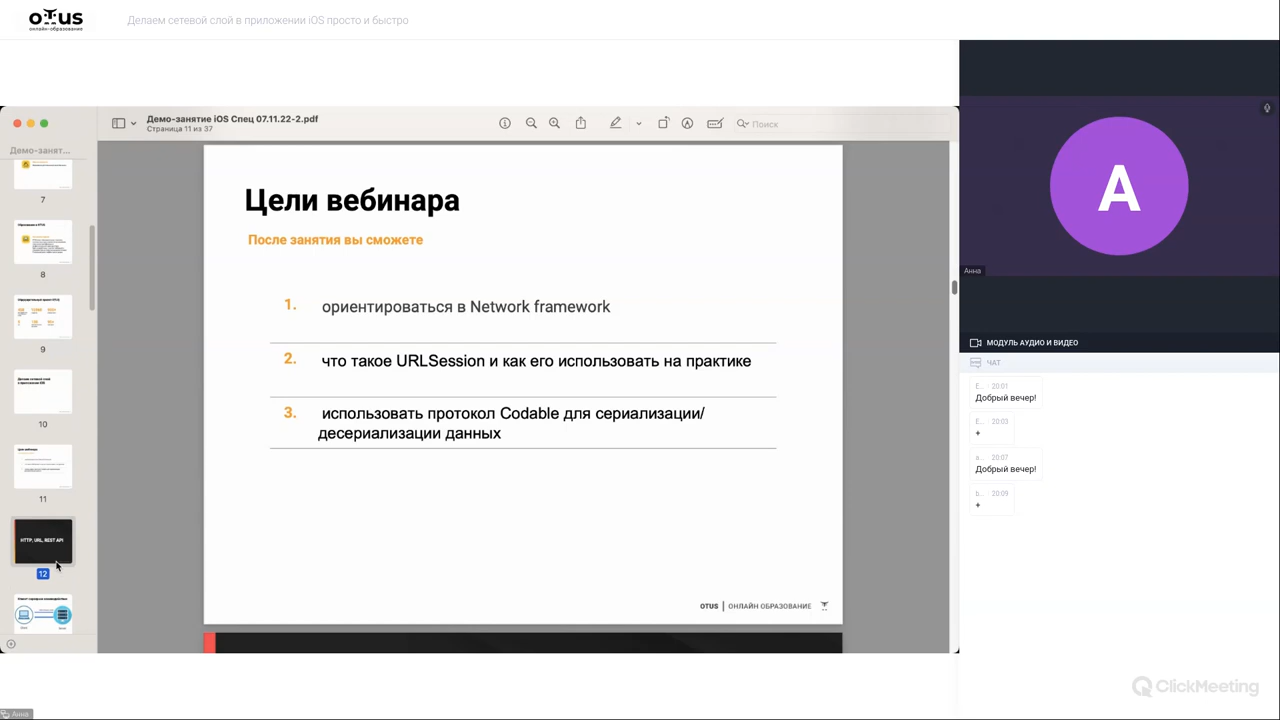 OTUS
онлайн-образование
Делаем сетевой слой в приложении iOS просто и быстро
Демо-занятие iOS Спец 07.11.22-2.pdf
Страница 11 из 37
Поиск
Демо-занят...
7
8
9
10
11
HTTP, URL, REST API
12
Цели вебинара
После занятия вы сможете
1. ориентироваться в Network framework
2. что такое URLSession и как его использовать на практике
3. использовать протокол Codable для сериализации/
десериализации данных
OTUS | ОНЛАЙН ОБРАЗОВАНИЕ
A
Анна
МОДУЛЬ АУДИО И ВИДЕО
ЧАТ
E... 20:01
Добрый вечер!
E... 20:03
+
a... 20:07
Добрый вечер!
b... 20:09
+
ClickMeeting
Анна